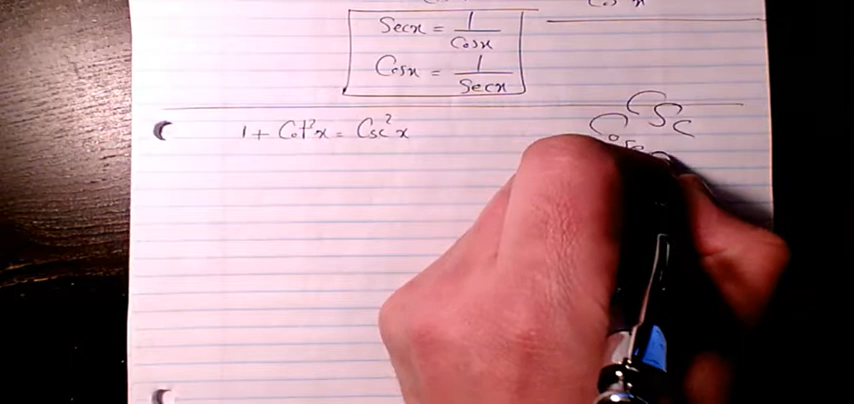 Secx = 1/Cosx
Cosx = 1/Secx
1 + Cot²x = Csc²x
CSC